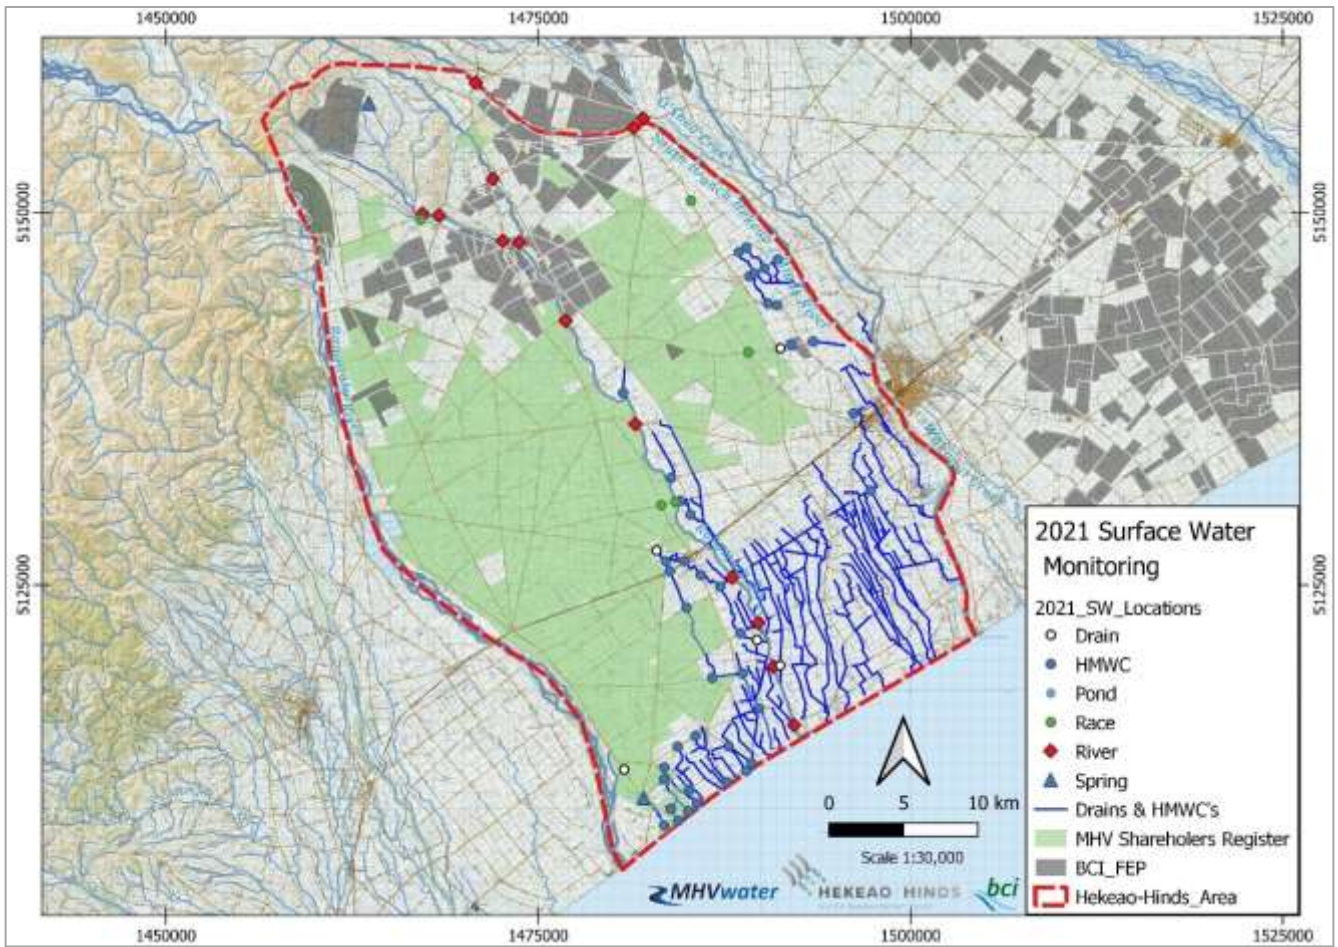 1450000
1475000
1500000
1525000
5150000
5150000
5125000
5125000
2021 Surface Water
Monitoring
2021_SW_Locations
Drain
HMWC
Pond
Race
River
Spring
Drains & HMWC's
MHV Shareholers Register
BCI_FEP
Hekeao-Hinds_Area
0 5 10 km
Scale 1:30,000
MHVwater
HEKEAO HINDS
bci
1450000
1475000
1500000
1525000